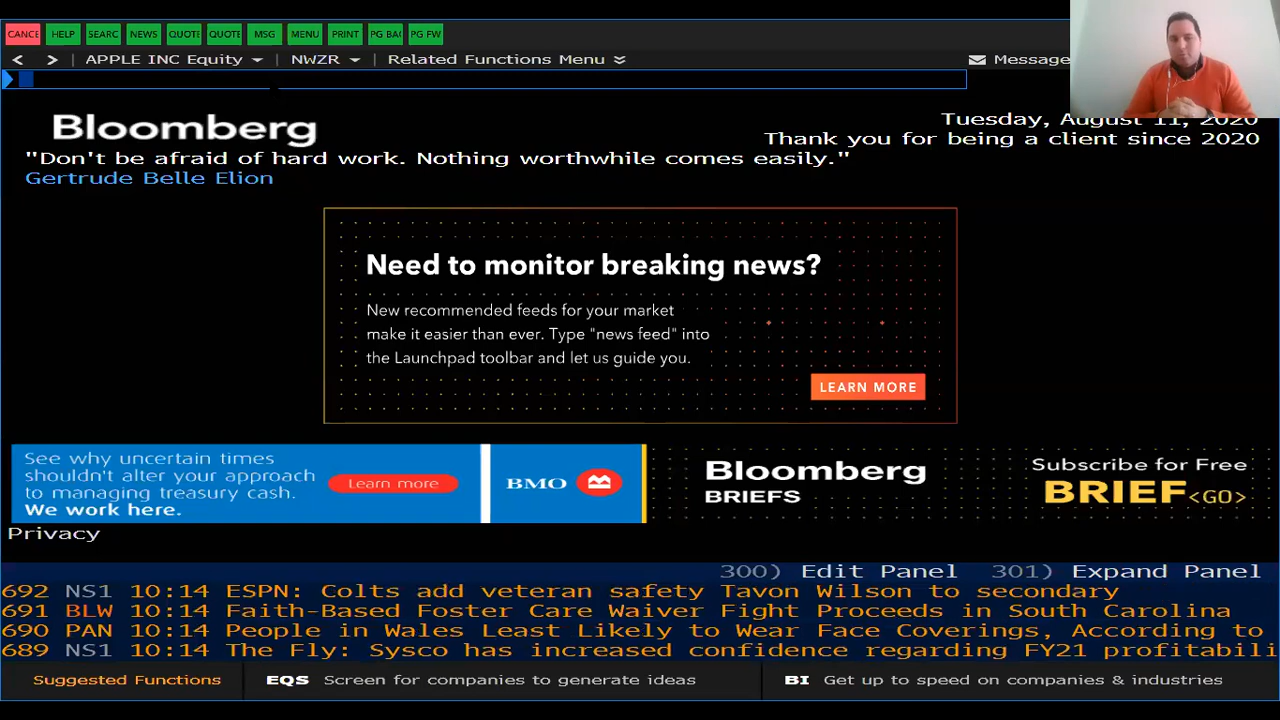 CANC HELP SEARC NEWS QUOTE QUOTE MSG MENU PRINT PG BAC PG FW
< > APPLE INC Equity NWZR Related Functions Menu Message
Bloomberg
Tuesday, August 11, 2020
Thank you for being a client since 2020
"Don't be afraid of hard work. Nothing worthwhile comes easily."
Gertrude Belle Elion
Need to monitor breaking news?
New recommended feeds for your market
make it easier than ever. Type "news feed" into
the Launchpad toolbar and let us guide you.
LEARN MORE
See why uncertain times
shouldn't alter your approach
to managing treasury cash.
We work here.
Learn more
BMO
Bloomberg
BRIEFS
Subscribe for Free
BRIEF<GO>
Privacy
300) Edit Panel 301) Expand Panel
692 NS1 10:14 ESPN: Colts add veteran safety Tavon Wilson to secondary
691 BLW 10:14 Faith-Based Foster Care Waiver Fight Proceeds in South Carolina
690 PAN 10:14 People in Wales Least Likely to Wear Face Coverings, According to
689 NS1 10:14 The Fly: Sysco has increased confidence regarding FY21 profitabili
Suggested Functions EQS Screen for companies to generate ideas BI Get up to speed on companies & industries